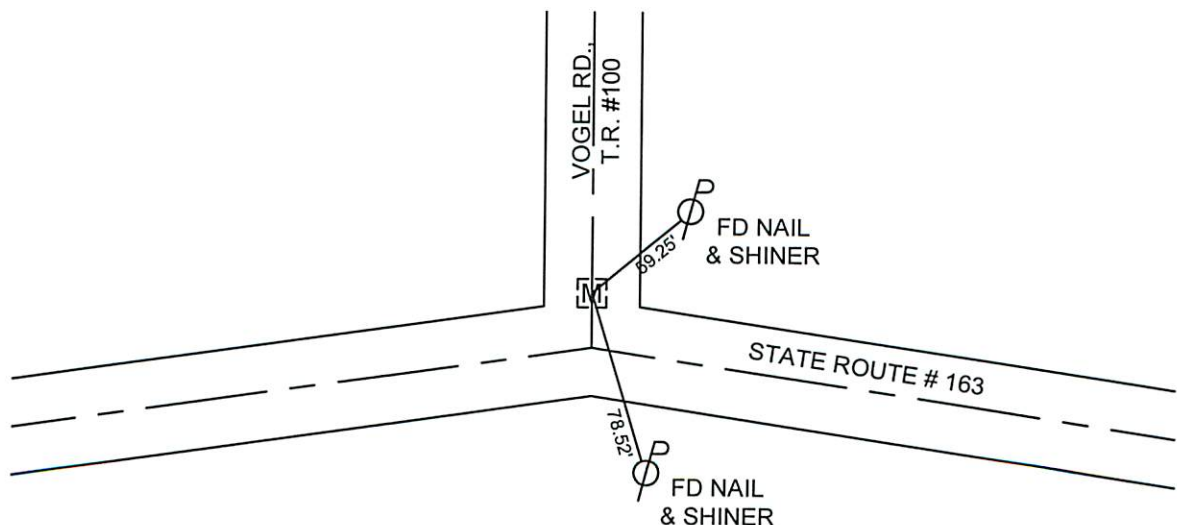 VOGEL RD.,
T.R. #100
FD NAIL
& SHINER
59.25'
M
STATE ROUTE # 163
78.52'
FD NAIL
& SHINER